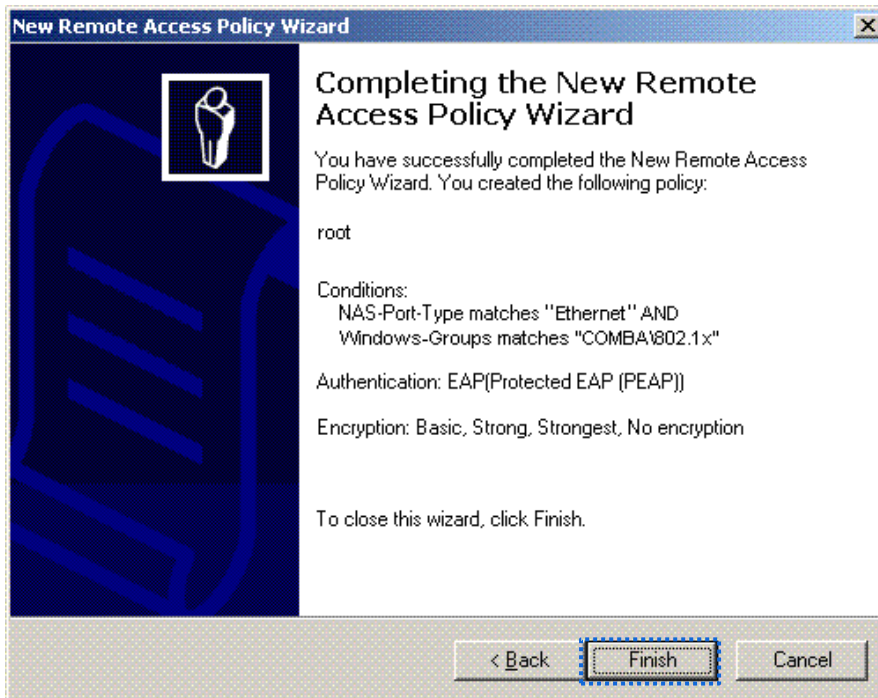 New Remote Access Policy Wizard
Completing the New Remote
Access Policy Wizard
You have successfully completed the New Remote Access
Policy Wizard. You created the following policy:
root
Conditions:
NAS-Port-Type matches "Ethernet" AND
Windows-Groups matches "COMBA\802.1x"
Authentication: EAP(Protected EAP (PEAP))
Encryption: Basic, Strong, Strongest, No encryption
To close this wizard, click Finish.
< Back
Finish
Cancel